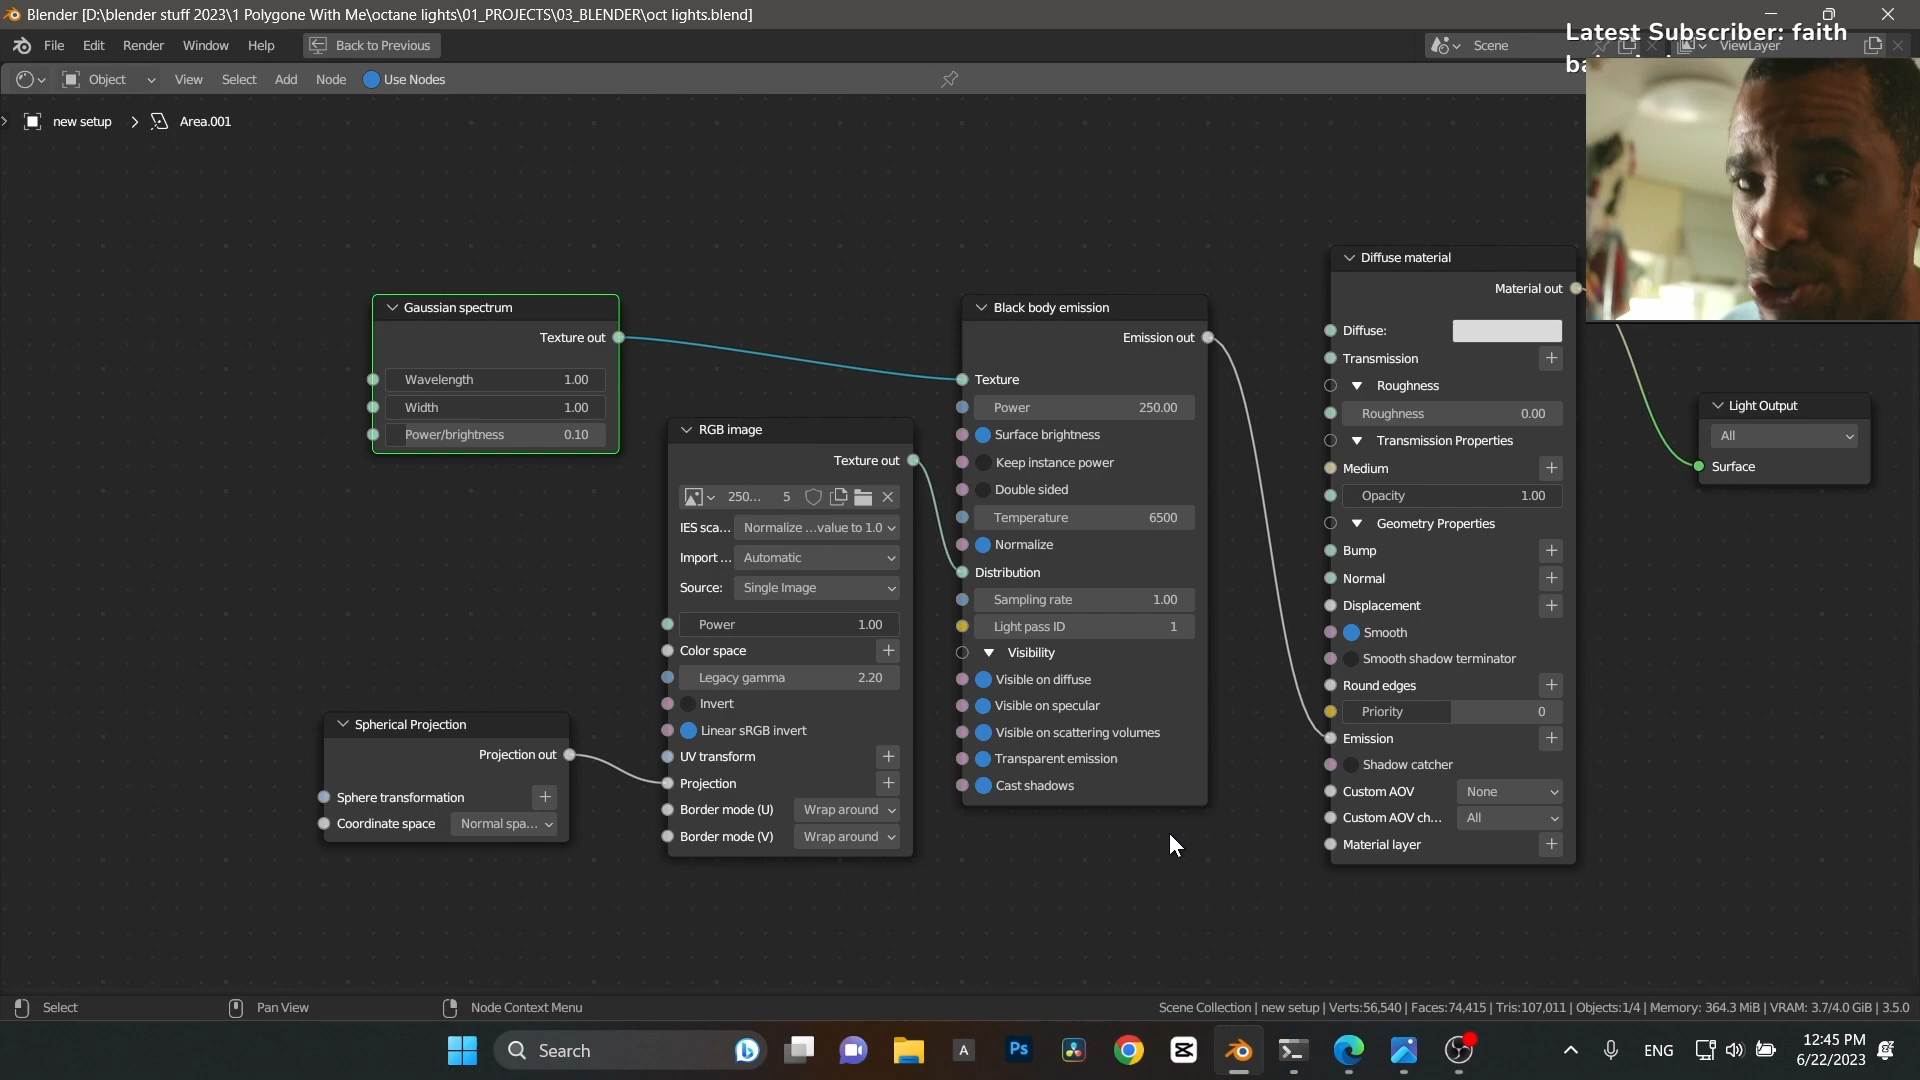 Blender [D:\blender stuff 2023\1 Polygone With Me\octane lights\01_PROJECTS\03_BLENDER\oct lights.blend]
Latest Subscriber: faith
File Edit Render Window Help Back to Previous Scene ViewLayer
Object View Select Add Node Use Nodes
new setup Area.001
Gaussian spectrum
Texture out
Wavelength 1.00
Width 1.00
Power/brightness 0.10
RGB image
Texture out
250... 5
IES sca... Normalize ...value to 1.0
Import ... Automatic
Source: Single Image
Power 1.00
Color space
Legacy gamma 2.20
Invert
Linear sRGB invert
UV transform
Projection
Border mode (U) Wrap around
Border mode (V) Wrap around
Spherical Projection
Projection out
Sphere transformation
Coordinate space Normal spa...
Black body emission
Emission out
Texture
Power 250.00
Surface brightness
Keep instance power
Double sided
Temperature 6500
Normalize
Distribution
Sampling rate 1.00
Light pass ID 1
Visibility
Visible on diffuse
Visible on specular
Visible on scattering volumes
Transparent emission
Cast shadows
Diffuse material
Material out
Diffuse:
Transmission
Roughness
Roughness 0.00
Transmission Properties
Medium
Opacity 1.00
Geometry Properties
Bump
Normal
Displacement
Smooth
Smooth shadow terminator
Round edges
Priority 0
Emission
Shadow catcher
Custom AOV None
Custom AOV ch... All
Material layer
Light Output
All
Surface
Select Pan View Node Context Menu Scene Collection | new setup | Verts:56,540 | Faces:74,415 | Tris:107,011 | Objects:1/4 | Memory: 364.3 MiB | VRAM: 3.7/4.0 GiB | 3.5.0
Search A Ps ENG 12:45 PM
6/22/2023